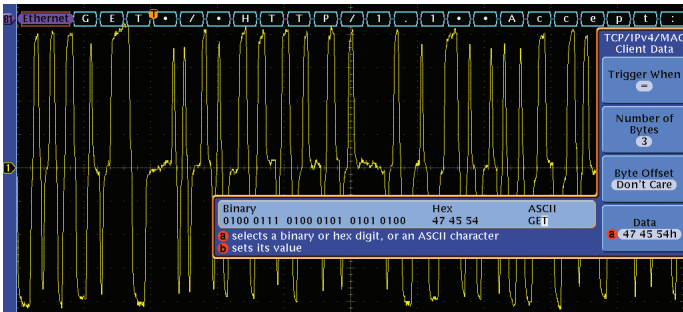 B1 Ethernet G E T • / • H T T P / 1 . 1 • • A c c e p t :
T
TCP/IPv4/MAC
Client Data
Trigger When
=
Number of
Bytes
3
Byte Offset
Don't Care
Data
a 47 45 54h
1
Binary Hex ASCII
0100 0111 0100 0101 0101 0100 47 45 54 GET
a selects a binary or hex digit, or an ASCII character
b sets its value